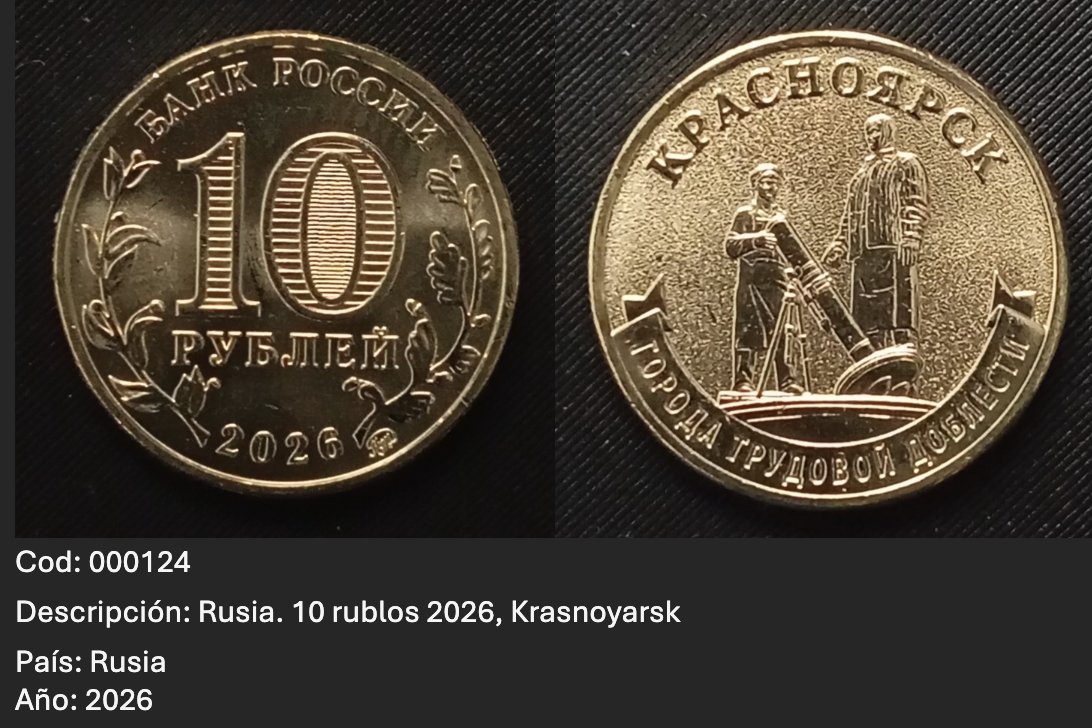 БАНК РОССИИ
10
РУБЛЕЙ
2026
КРАСНОЯРСК
ГОРОДА ТРУДОВОЙ ДОБЛЕСТИ
Cod: 000124
Descripción: Rusia. 10 rublos 2026, Krasnoyarsk
País: Rusia
Año: 2026